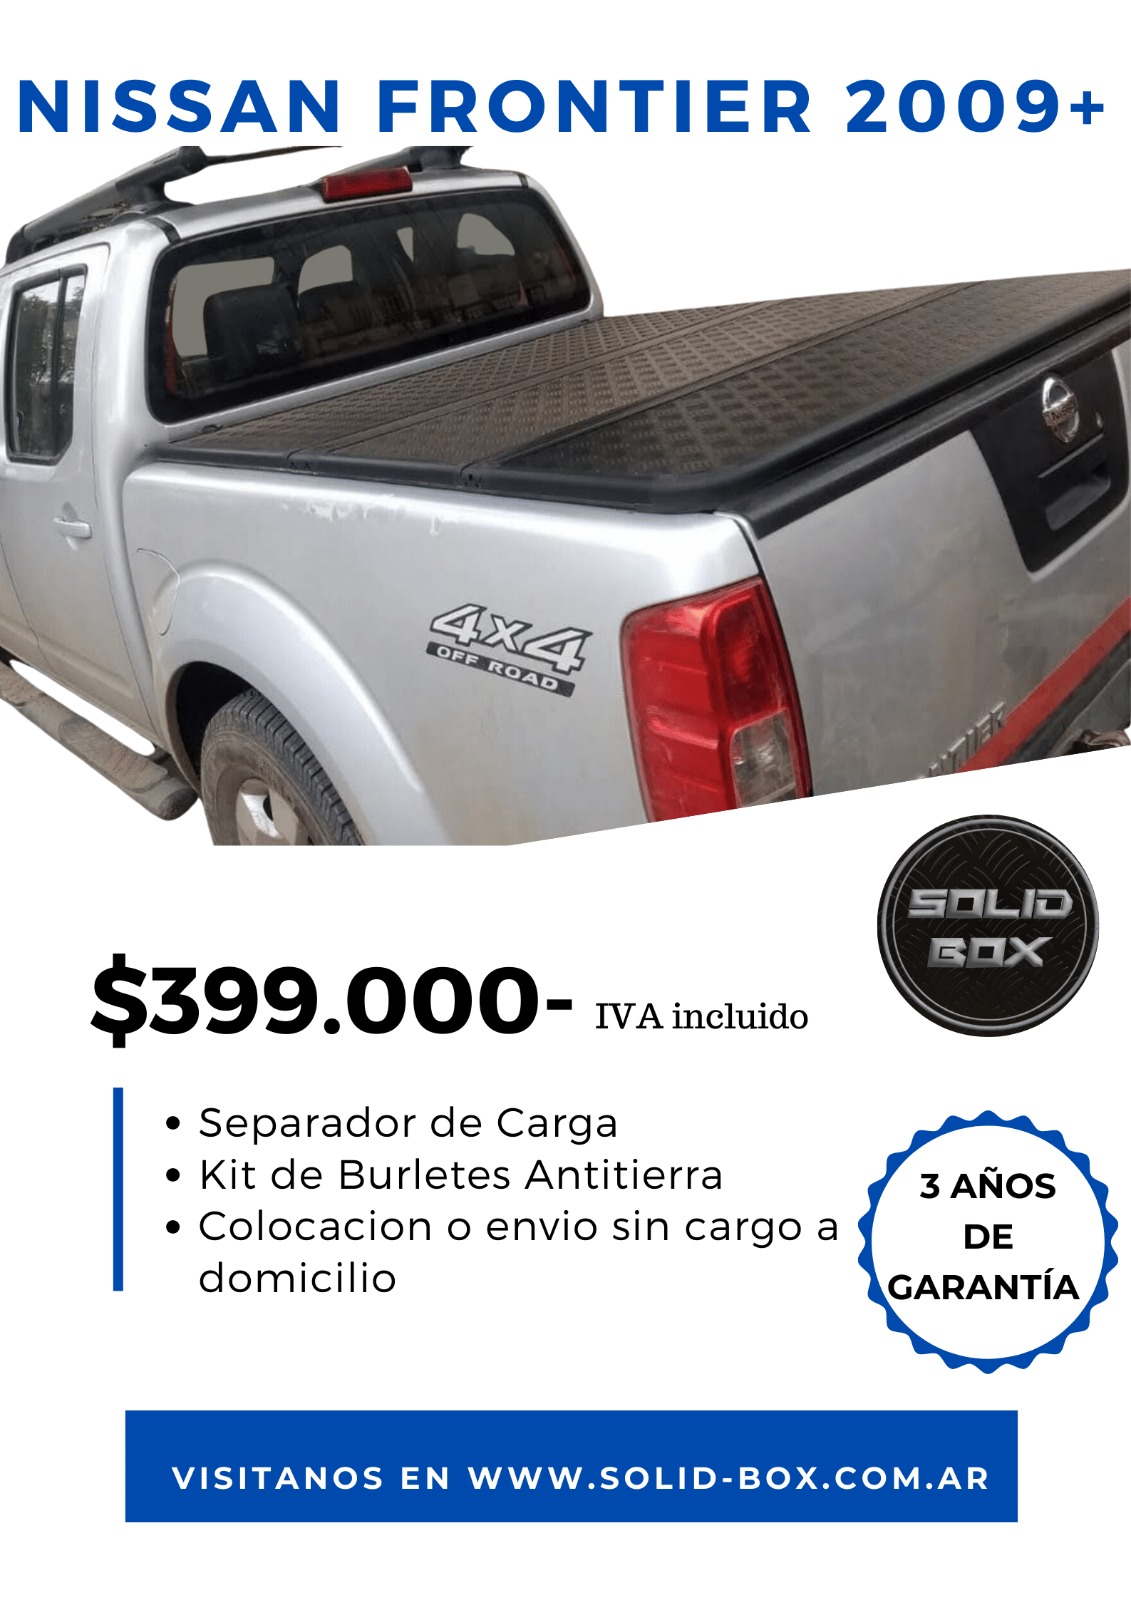 NISSAN FRONTIER 2009+
NISSAN
4x4
OFF ROAD
SOLID
BOX
$399.000- IVA incluido
• Separador de Carga
• Kit de Burletes Antitierra
• Colocacion o envio sin cargo a
domicilio
3 AÑOS
DE
GARANTÍA
VISITANOS EN WWW.SOLID-BOX.COM.AR